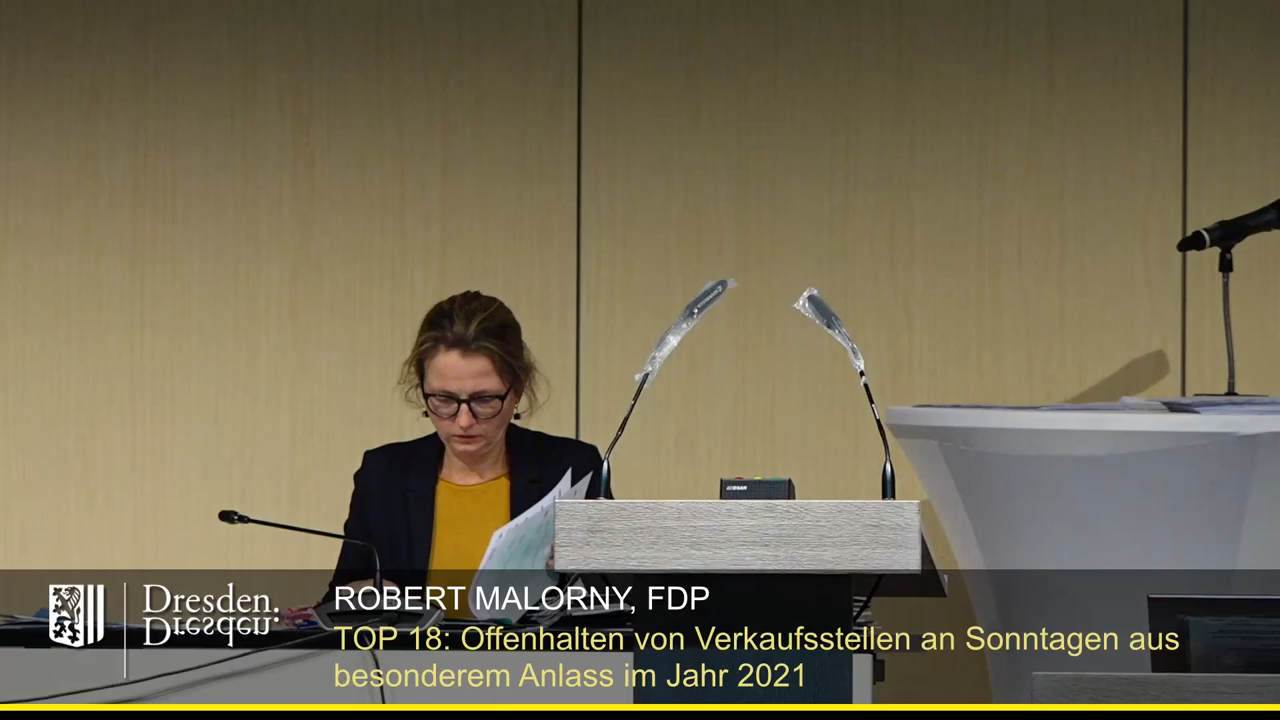 Dresden.
Dresden.
ROBERT MALORNY, FDP
TOP 18: Offenhalten von Verkaufsstellen an Sonntagen aus
besonderem Anlass im Jahr 2021